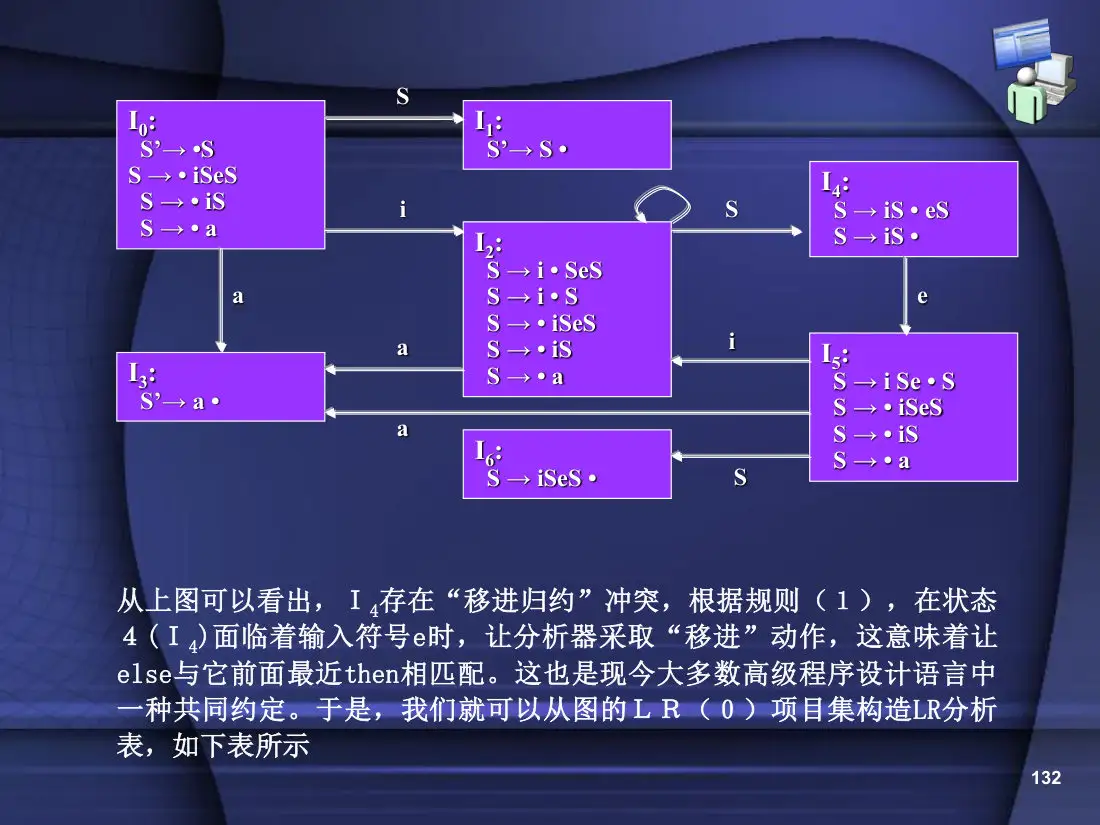 S
I0:
S’→ •S
S → • iSeS
S → • iS
S → • a
I1:
S’→ S •
i
S
I4:
S → iS • eS
S → iS •
I2:
S → i • SeS
S → i • S
S → • iSeS
S → • iS
S → • a
a
e
a
i
I3:
S’→ a •
I5:
S → i Se • S
S → • iSeS
S → • iS
S → • a
a
I6:
S → iSeS •
S
从上图可以看出，Ｉ4存在“移进归约”冲突，根据规则（１），在状态
４(Ｉ4)面临着输入符号e时，让分析器采取“移进”动作，这意味着让
else与它前面最近then相匹配。这也是现今大多数高级程序设计语言中
一种共同约定。于是，我们就可以从图的ＬＲ（０）项目集构造LR分析
表，如下表所示
132